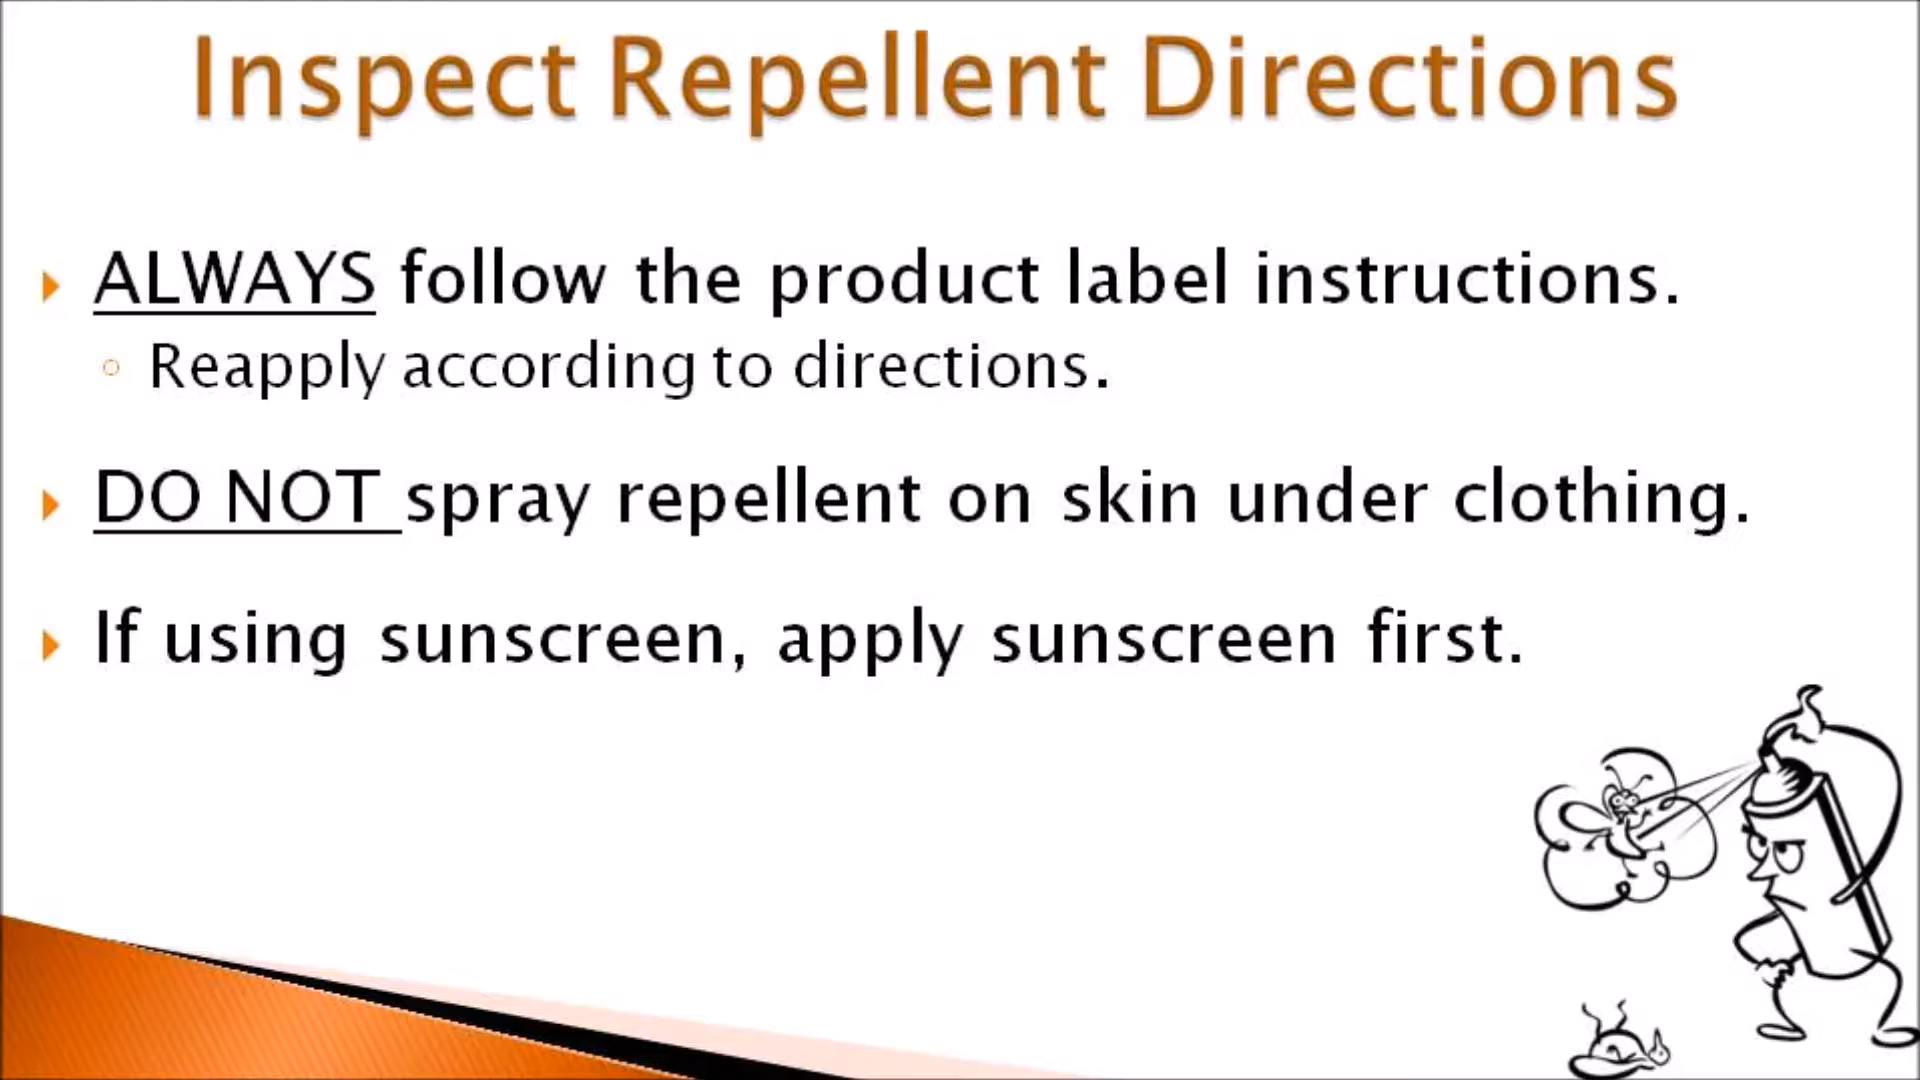 Inspect Repellent Directions
ALWAYS follow the product label instructions.
Reapply according to directions.
DO NOT spray repellent on skin under clothing.
If using sunscreen, apply sunscreen first.